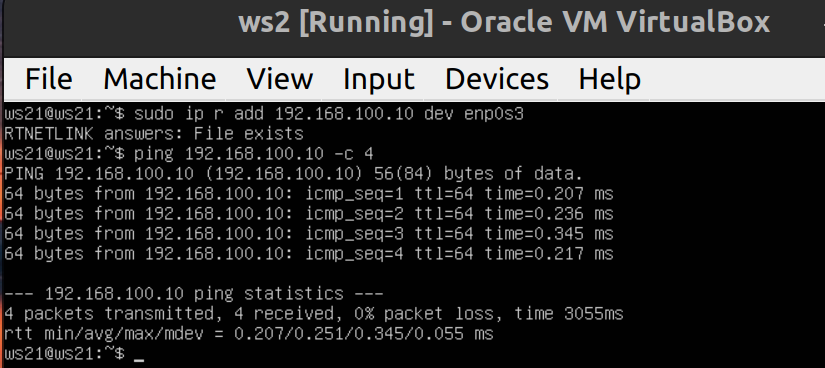 ws2 [Running] - Oracle VM VirtualBox
File Machine View Input Devices Help
ws21@ws21:~$ sudo ip r add 192.168.100.10 dev enp0s3
RTNETLINK answers: File exists
ws21@ws21:~$ ping 192.168.100.10 -c 4
PING 192.168.100.10 (192.168.100.10) 56(84) bytes of data.
64 bytes from 192.168.100.10: icmp_seq=1 ttl=64 time=0.207 ms
64 bytes from 192.168.100.10: icmp_seq=2 ttl=64 time=0.236 ms
64 bytes from 192.168.100.10: icmp_seq=3 ttl=64 time=0.345 ms
64 bytes from 192.168.100.10: icmp_seq=4 ttl=64 time=0.217 ms
--- 192.168.100.10 ping statistics ---
4 packets transmitted, 4 received, 0% packet loss, time 3055ms
rtt min/avg/max/mdev = 0.207/0.251/0.345/0.055 ms
ws21@ws21:~$ _